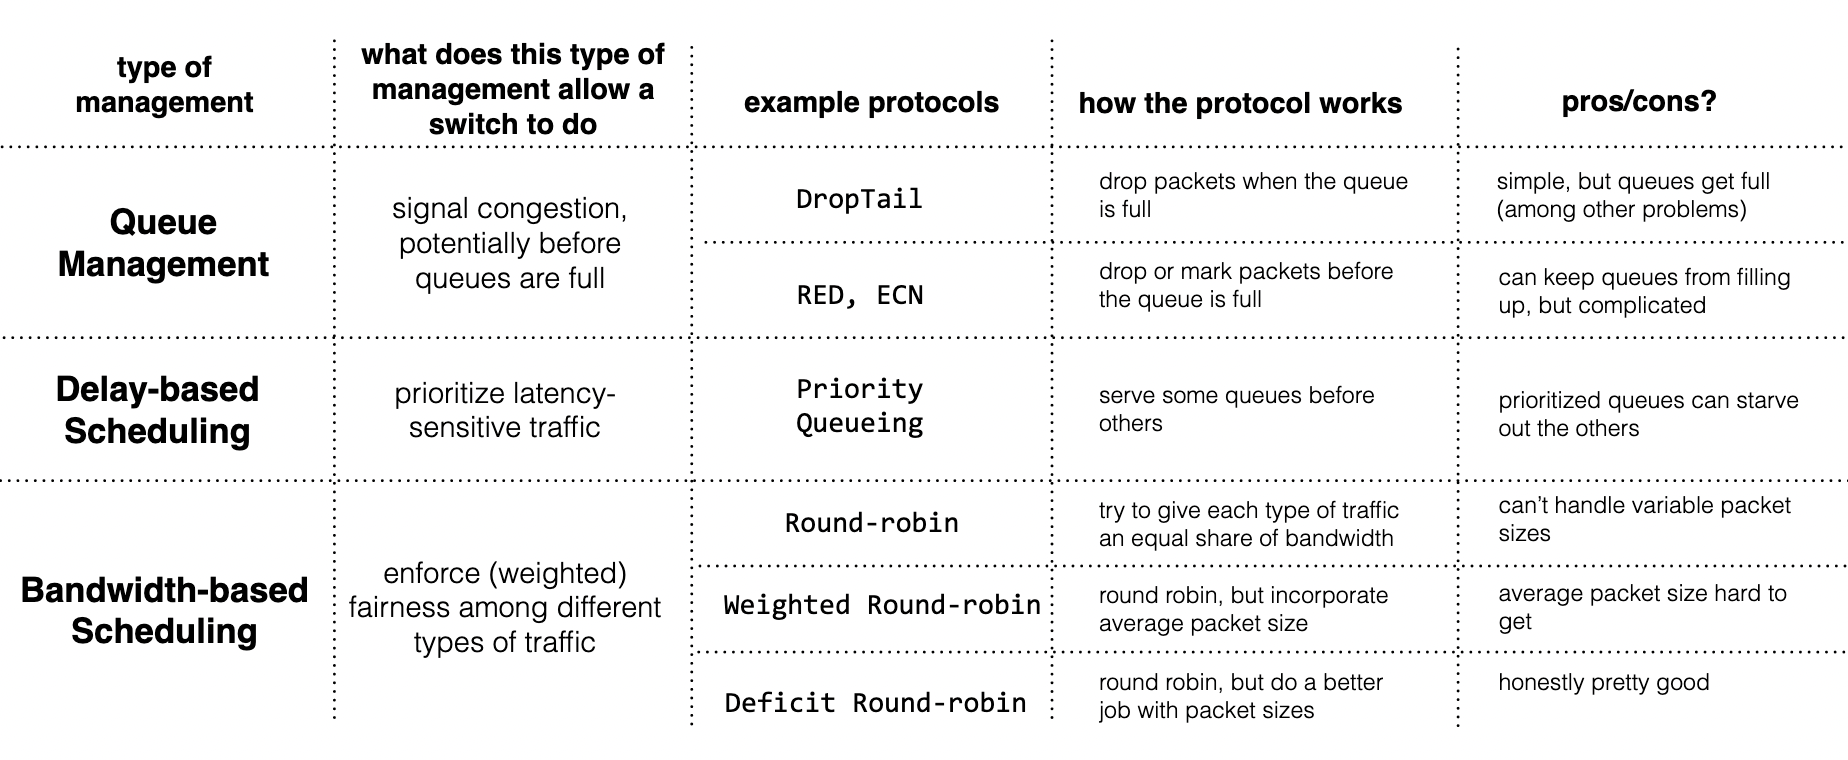 type of
management
what does this type of
management allow a
switch to do
example protocols
how the protocol works
pros/cons?
Queue
Management
signal congestion,
potentially before
queues are full
DropTail
drop packets when the queue
is full
simple, but queues get full
(among other problems)
RED, ECN
drop or mark packets before
the queue is full
can keep queues from filling
up, but complicated
Delay-based
Scheduling
prioritize latency-
sensitive traffic
Priority
Queueing
serve some queues before
others
prioritized queues can starve
out the others
Bandwidth-based
Scheduling
enforce (weighted)
fairness among different
types of traffic
Round-robin
try to give each type of traffic
an equal share of bandwidth
can’t handle variable packet
sizes
Weighted Round-robin
round robin, but incorporate
average packet size
average packet size hard to
get
Deficit Round-robin
round robin, but do a better
job with packet sizes
honestly pretty good